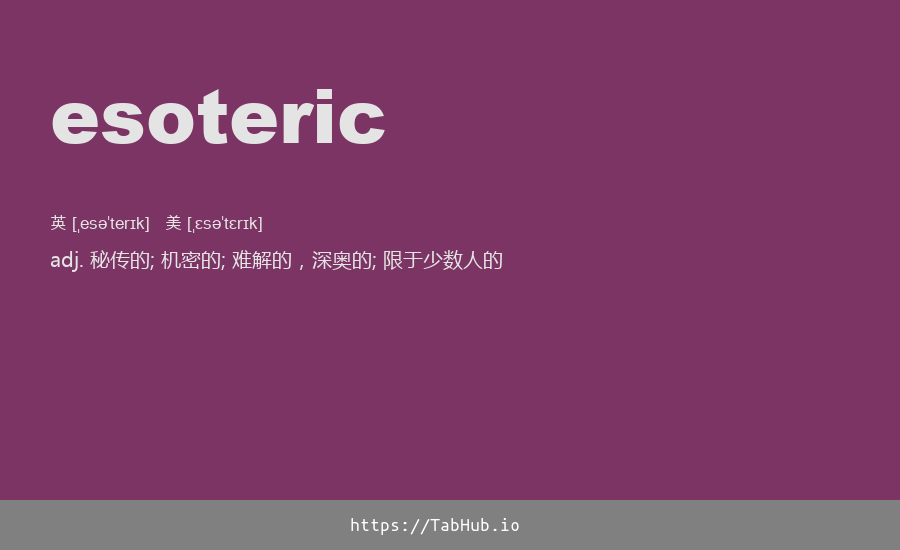 esoteric
英 [ˌesəˈterɪk] 美 [ˌɛsəˈtɛrɪk]
adj. 秘传的; 机密的; 难解的，深奥的; 限于少数人的
https://TabHub.io